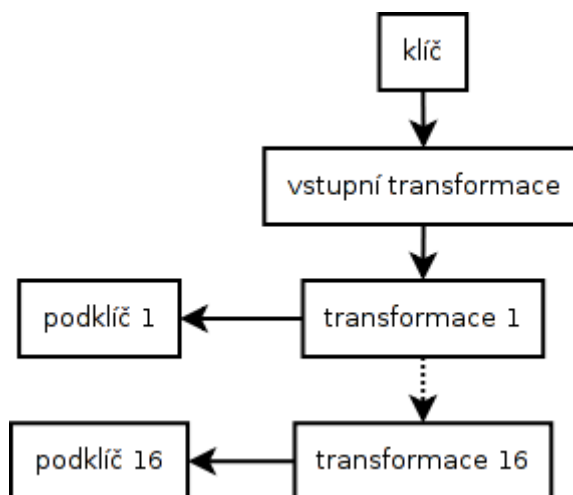 klíč
vstupní transformace
podklíč 1
transformace 1
podklíč 16
transformace 16